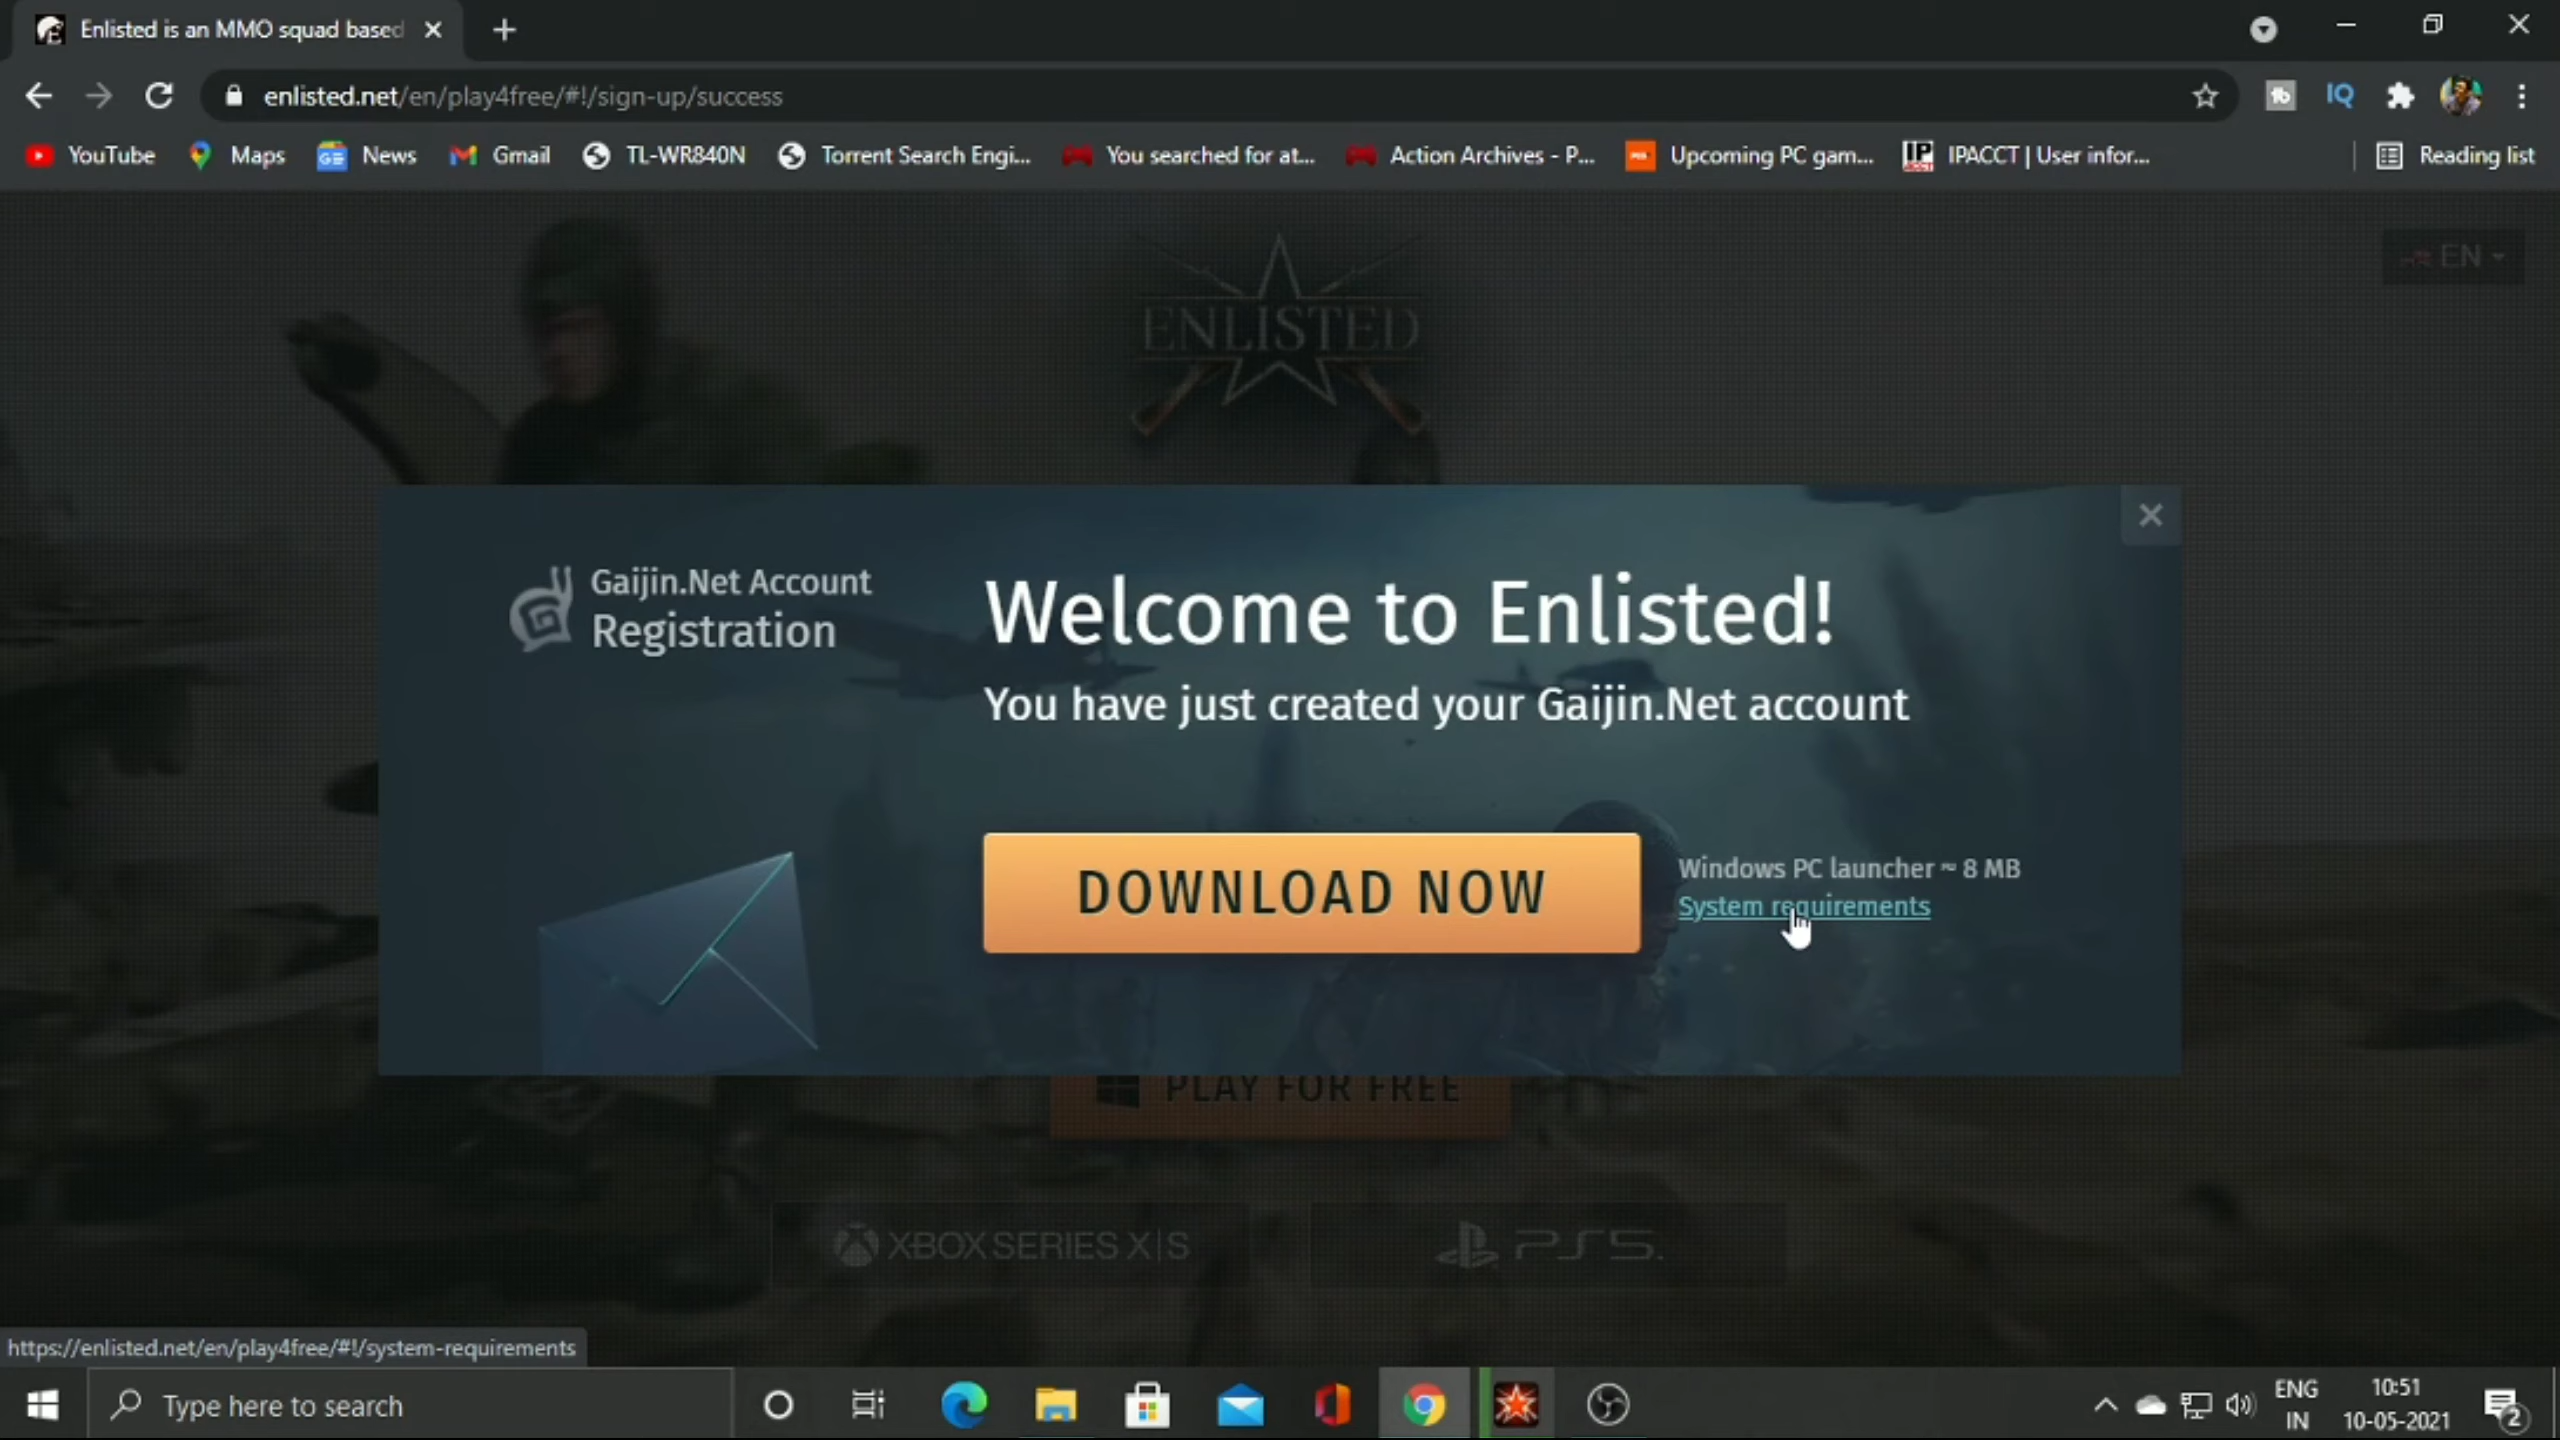 Enlisted is an MMO squad based
enlisted.net/en/play4free/#!/sign-up/success
IQ
YouTube
Maps
GE
News
Gmail
TL-WR840N
Torrent Search Engi...
You searched for at...
Action Archives - P...
Upcoming PC gam...
IP
IPACCT | User infor...
Reading list
ENLISTED
EN
Gaijin.Net Account
Registration
Welcome to Enlisted!
You have just created your Gaijin.Net account
DOWNLOAD NOW
Windows PC launcher ~ 8 MB
System requirements
PLAY FOR FREE
XBOX SERIES X|S
PS5.
https://enlisted.net/en/play4free/#!/system-requirements
Type here to search
ENG
IN
10:51
10-05-2021
2